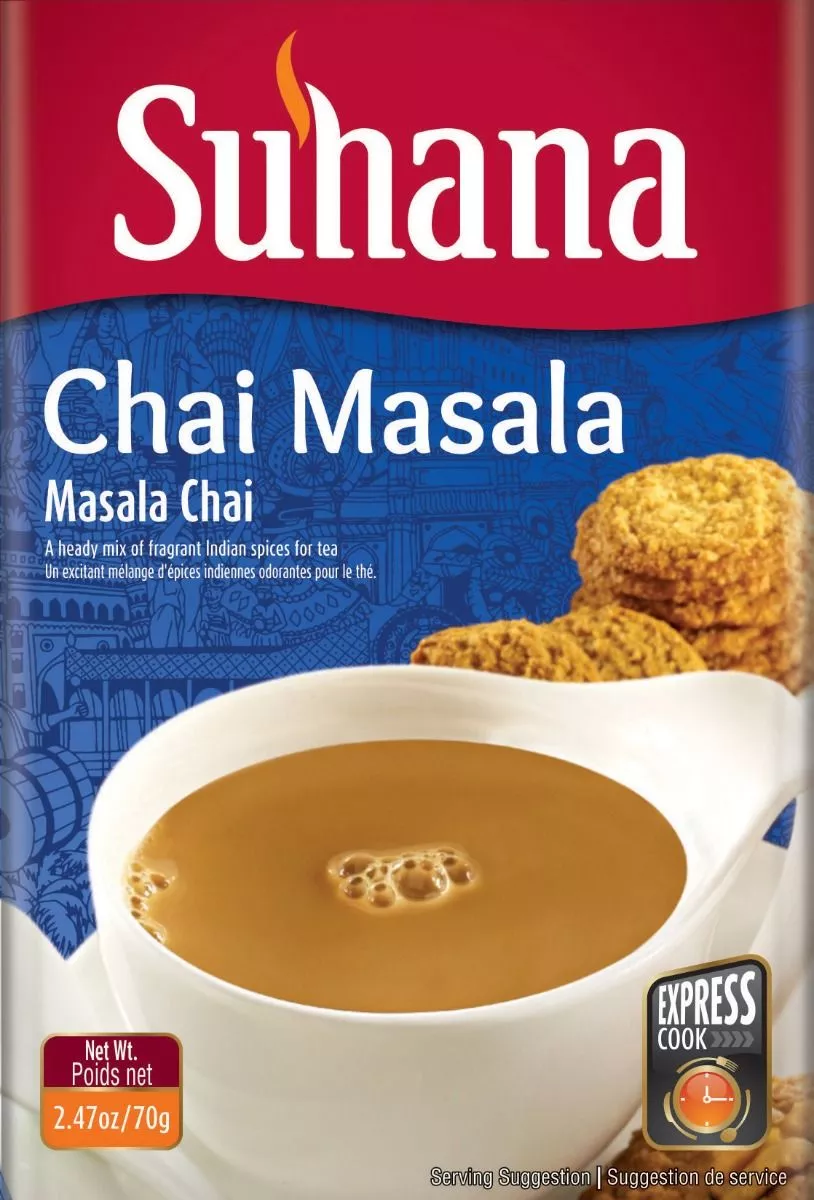 Suhana
Chai Masala
Masala Chai
A heady mix of fragrant Indian spices for tea
Un excitant mélange d'épices indiennes odorantes pour le thé.
EXPRESS
COOK
Net Wt.
Poids net
2.47oz/70g
Serving Suggestion | Suggestion de service